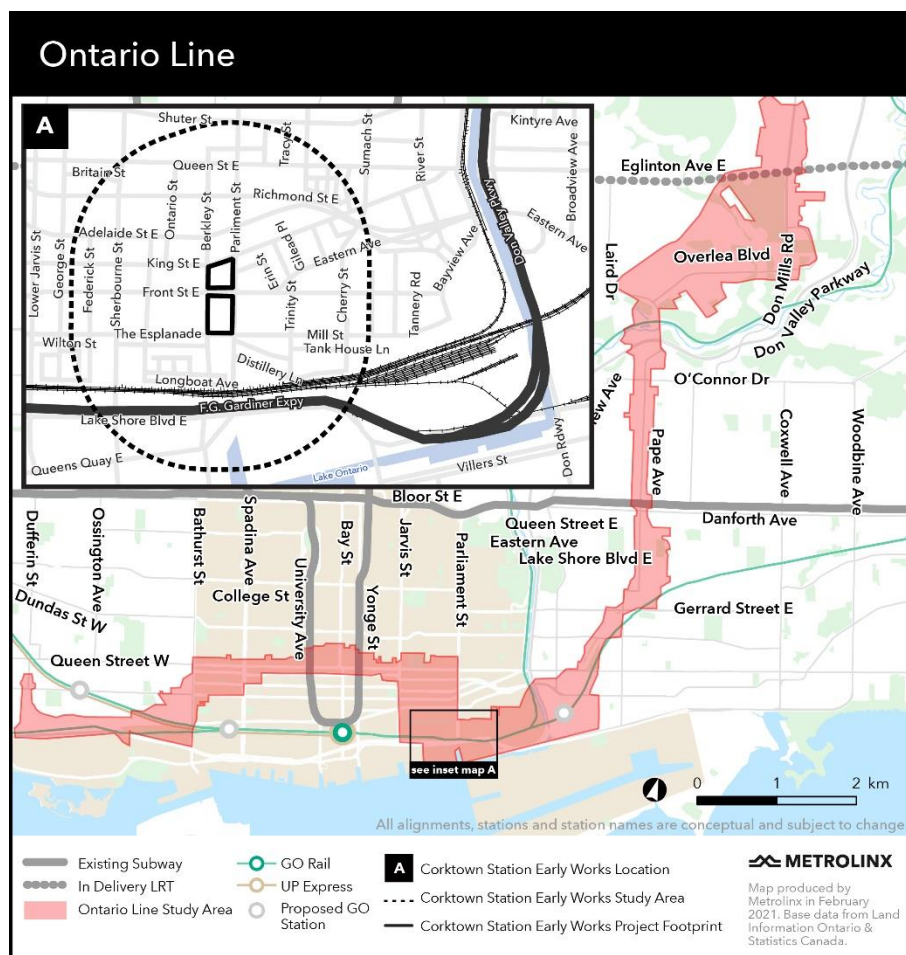 Ontario Line
A
Shuter St
Tracy St
Sumach St
River St
Kintyre Ave
Britain St
Queen St E
Ontario St
Berkley St
Parliment St
Richmond St E
Don Valley Pkwy
Broadview Ave
Eastern Ave
Lower Jarvis St
George St
Frederick St
Sherbourne St
Adelaide St E
King St E
Front St E
Erin St
Gilead Pl
Eastern Ave
Trinity St
Cherry St
Tannery Rd
Bayview Ave
The Esplanade
Mill St
Tank House Ln
Wilton St
Distillery Ln
Longboat Ave
F.G. Gardiner Expy
Lake Shore Blvd E
Queens Quay E
Lake Ontario
Villers St
Don Rdwy
Eglinton Ave E
Laird Dr
Overlea Blvd
Don Mills Rd
Don Valley Parkway
O'Connor Dr
ew Ave
Pape Ave
Coxwell Ave
Woodbine Ave
Bloor St E
Danforth Ave
Dufferin St
Ossington Ave
Bathurst St
Spadina Ave
University Ave
Bay St
Yonge St
Jarvis St
Parliament St
Queen Street E
Eastern Ave
Lake Shore Blvd E
College St
Dundas St W
Gerrard Street E
Queen Street W
see inset map A
0 1 2 km
All alignments, stations and station names are conceptual and subject to change
Existing Subway
In Delivery LRT
Ontario Line Study Area
GO Rail
UP Express
Proposed GO
Station
A Corktown Station Early Works Location
Corktown Station Early Works Study Area
Corktown Station Early Works Project Footprint
METROLINX
Map produced by
Metrolinx in February
2021. Base data from Land
Information Ontario &
Statistics Canada.